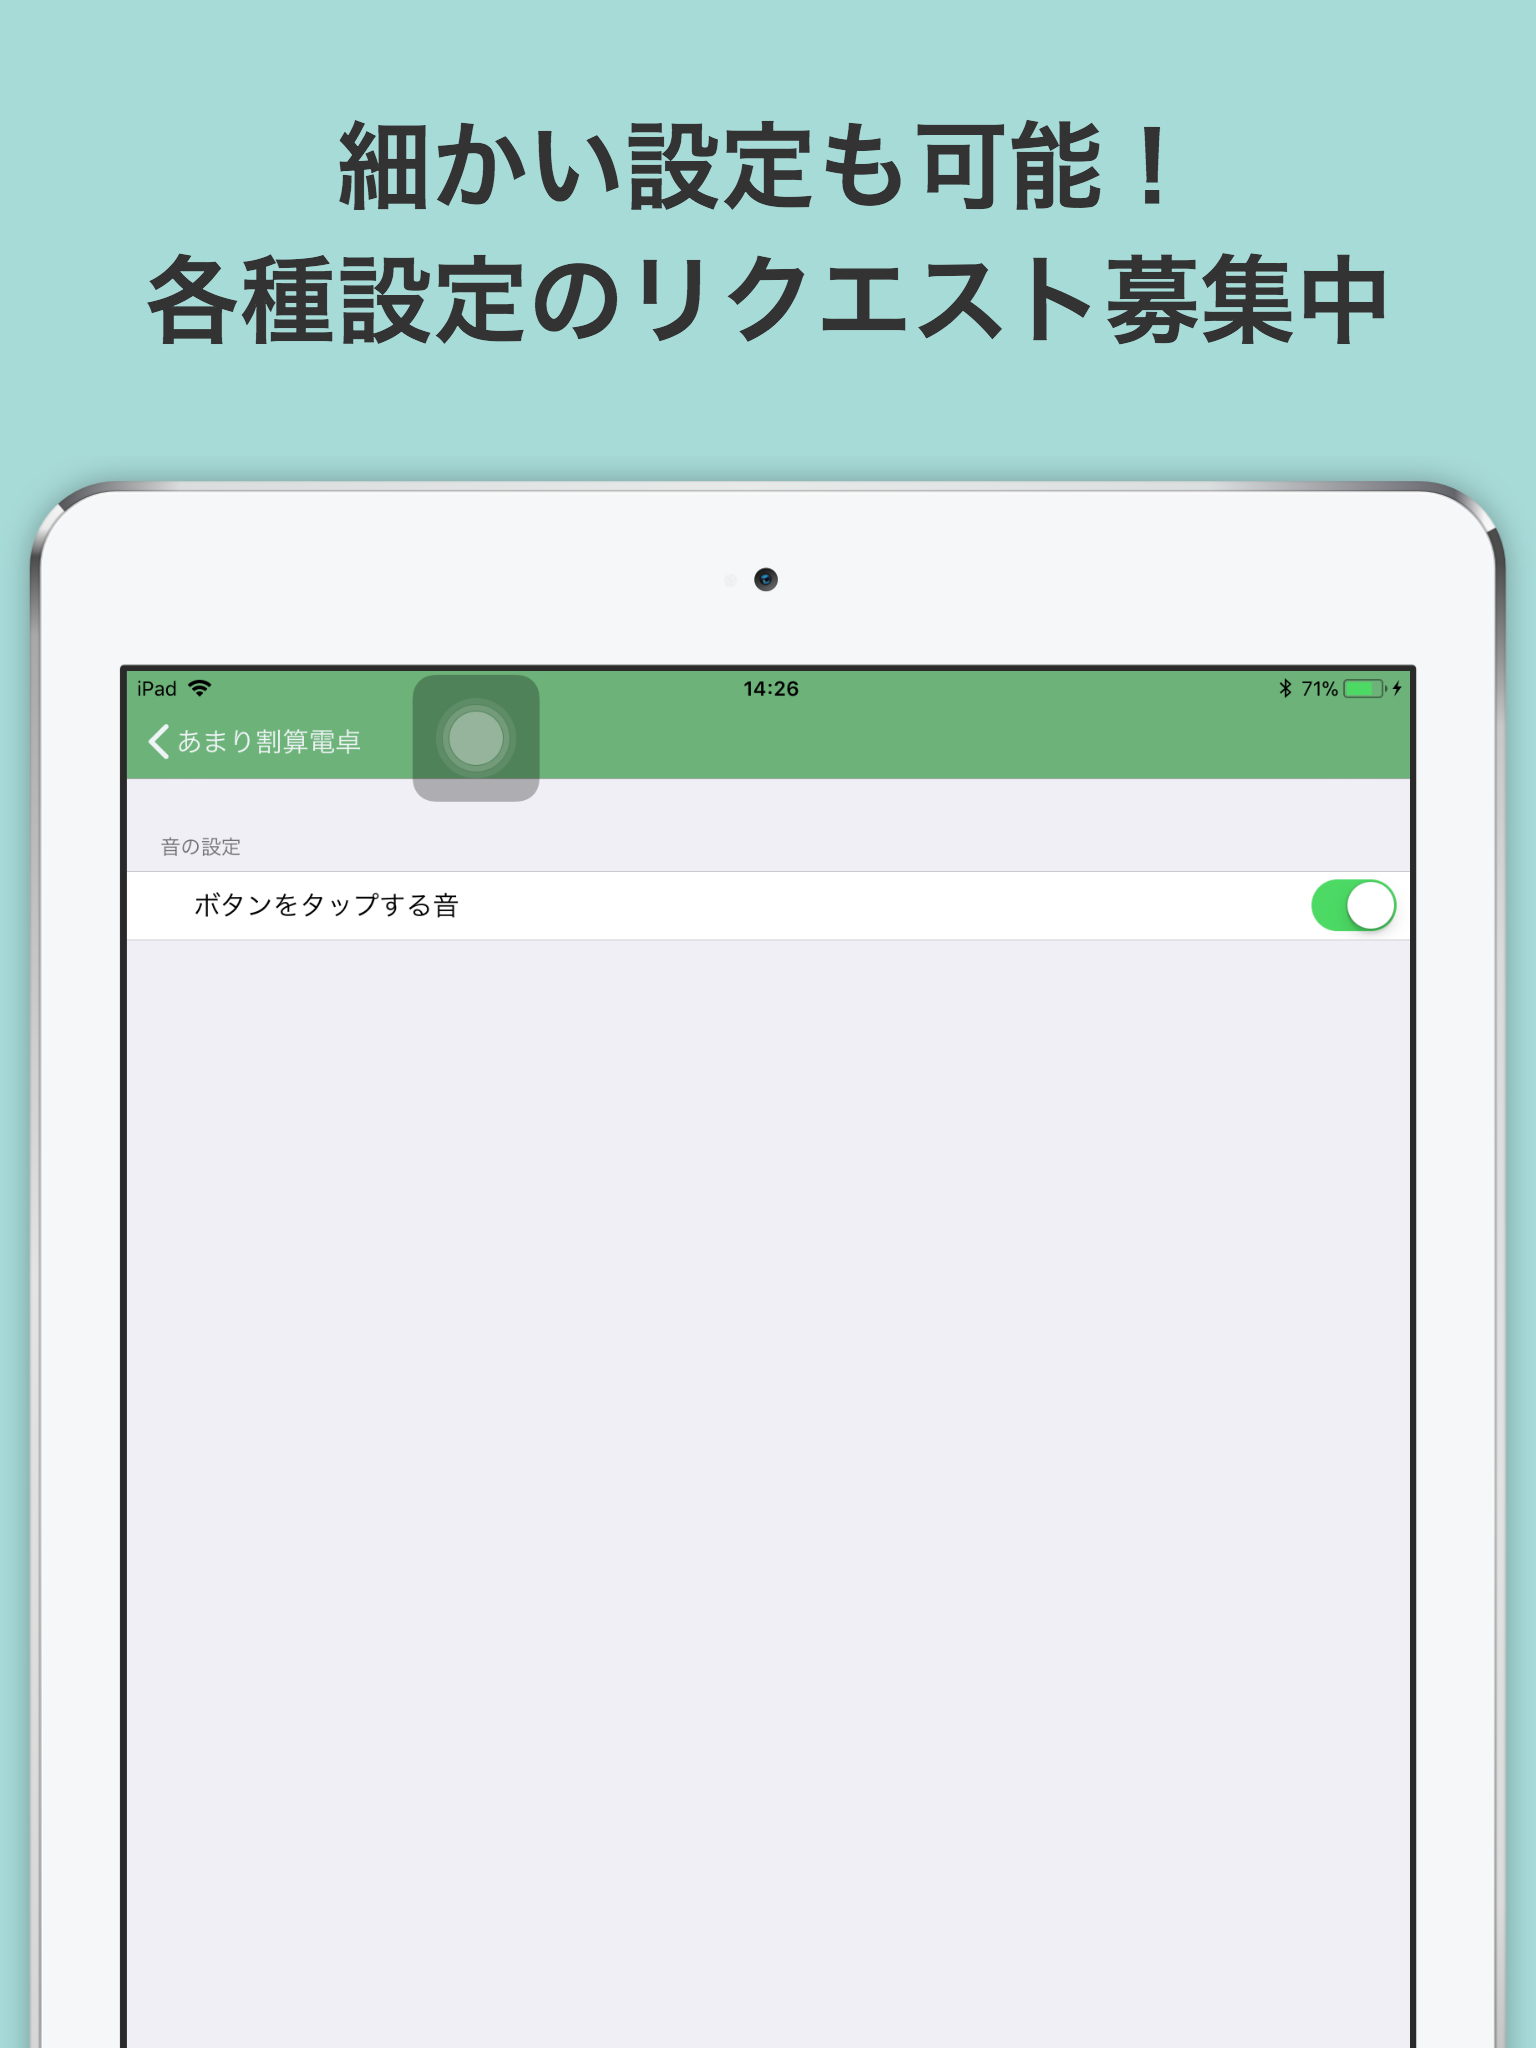 細かい設定も可能！
各種設定のリクエスト募集中
iPad 14:26 71%
あまり割算電卓
音の設定
ボタンをタップする音